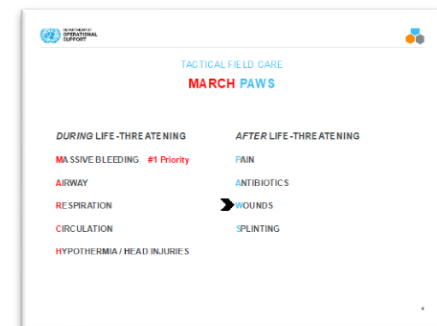 DEPARTMENT OF
OPERATIONAL
SUPPORT
TACTICAL FIELD CARE
MARCH PAWS
DURING LIFE-THREATENING
MASSIVE BLEEDING #1 Priority
AIRWAY
RESPIRATION
CIRCULATION
HYPOTHERMIA / HEAD INJURIES
AFTER LIFE-THREATENING
PAIN
ANTIBIOTICS
WOUNDS
SPLINTING